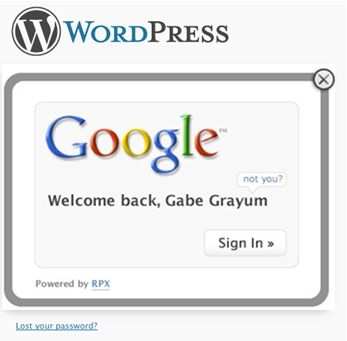 WORDPRESS
Google™
not you?
Welcome back, Gabe Grayum
Sign In »
Powered by RPX
Lost your password?